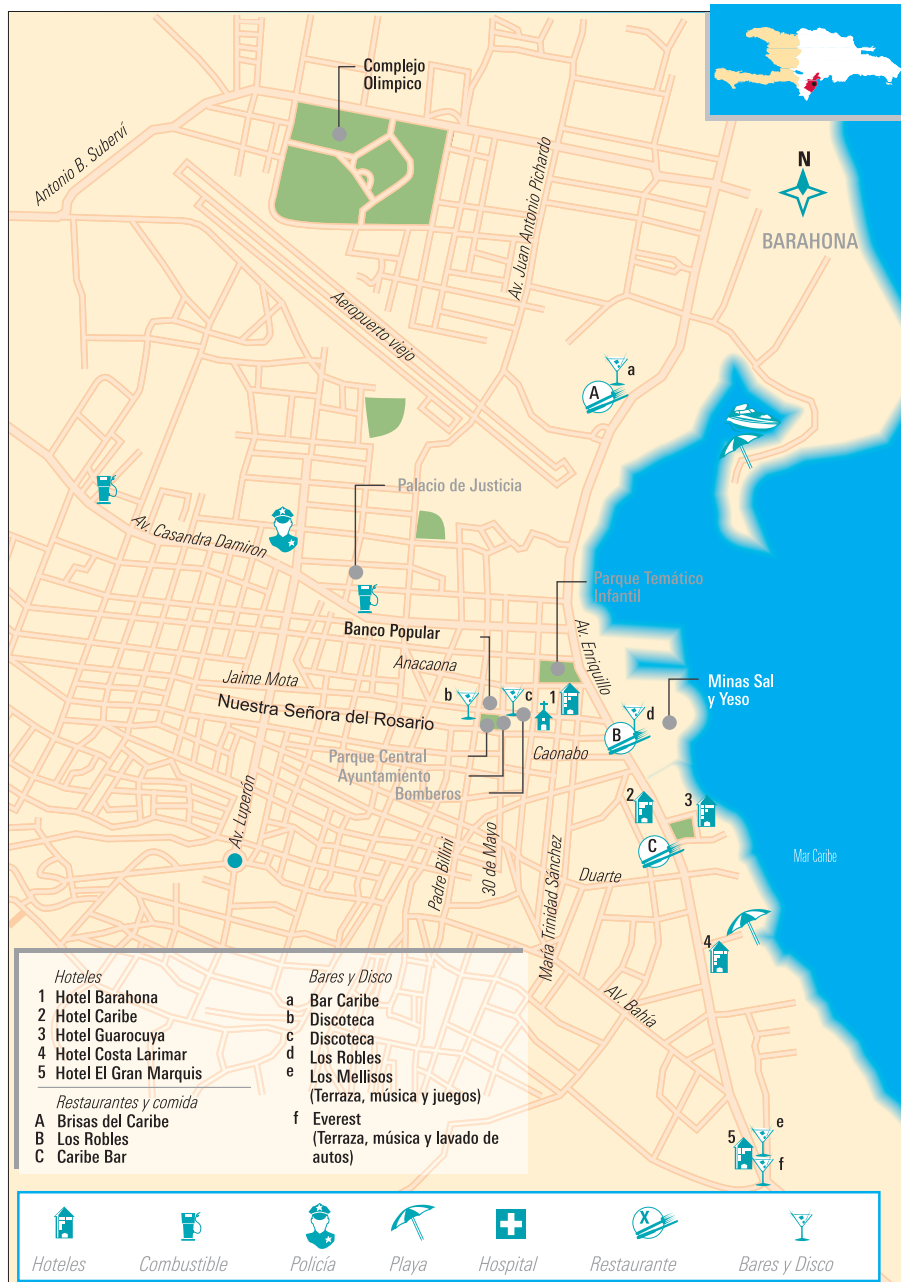 Complejo
Olimpico
Antonio B. Suberví
Av. Juan Antonio Pichardo
N
BARAHONA
Aeropuerto viejo
a
A
Palacio de Justicia
Av. Casandra Damiron
Parque Temático
Infantil
Banco Popular
Av. Enriquillo
Anacaona
Jaime Mota
Nuestra Señora del Rosario
b
c
1
d
B
Minas Sal
y Yeso
Parque Central
Ayuntamiento
Bomberos
Caonabo
2
3
C
Av. Luperón
Mar Caribe
Padre Billini
30 de Mayo
María Trinidad Sánchez
Duarte
4
AV. Bahía
5
e
f
Hoteles
1 Hotel Barahona
2 Hotel Caribe
3 Hotel Guarocuya
4 Hotel Costa Larimar
5 Hotel El Gran Marquis
Restaurantes y comida
A Brisas del Caribe
B Los Robles
C Caribe Bar
Bares y Disco
a Bar Caribe
b Discoteca
c Discoteca
d Los Robles
e Los Mellisos
(Terraza, música y juegos)
f Everest
(Terraza, música y lavado de
autos)
X
Hoteles
Combustible
Policía
Playa
Hospital
Restaurante
Bares y Disco